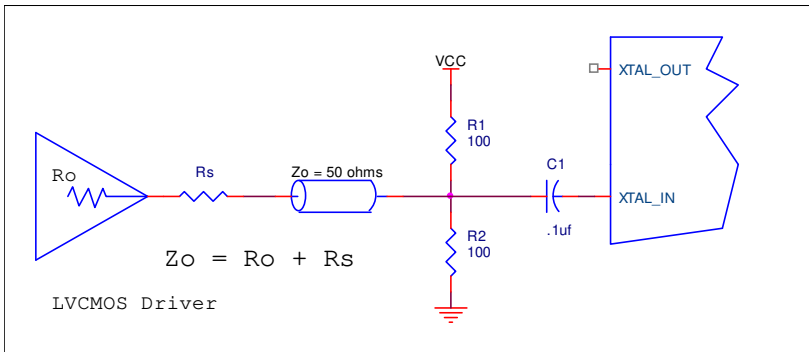 VCC
XTAL_OUT
R1
100
Ro
Rs
Zo = 50 ohms
C1
XTAL_IN
.1uf
R2
100
Zo = Ro + Rs
LVCMOS Driver